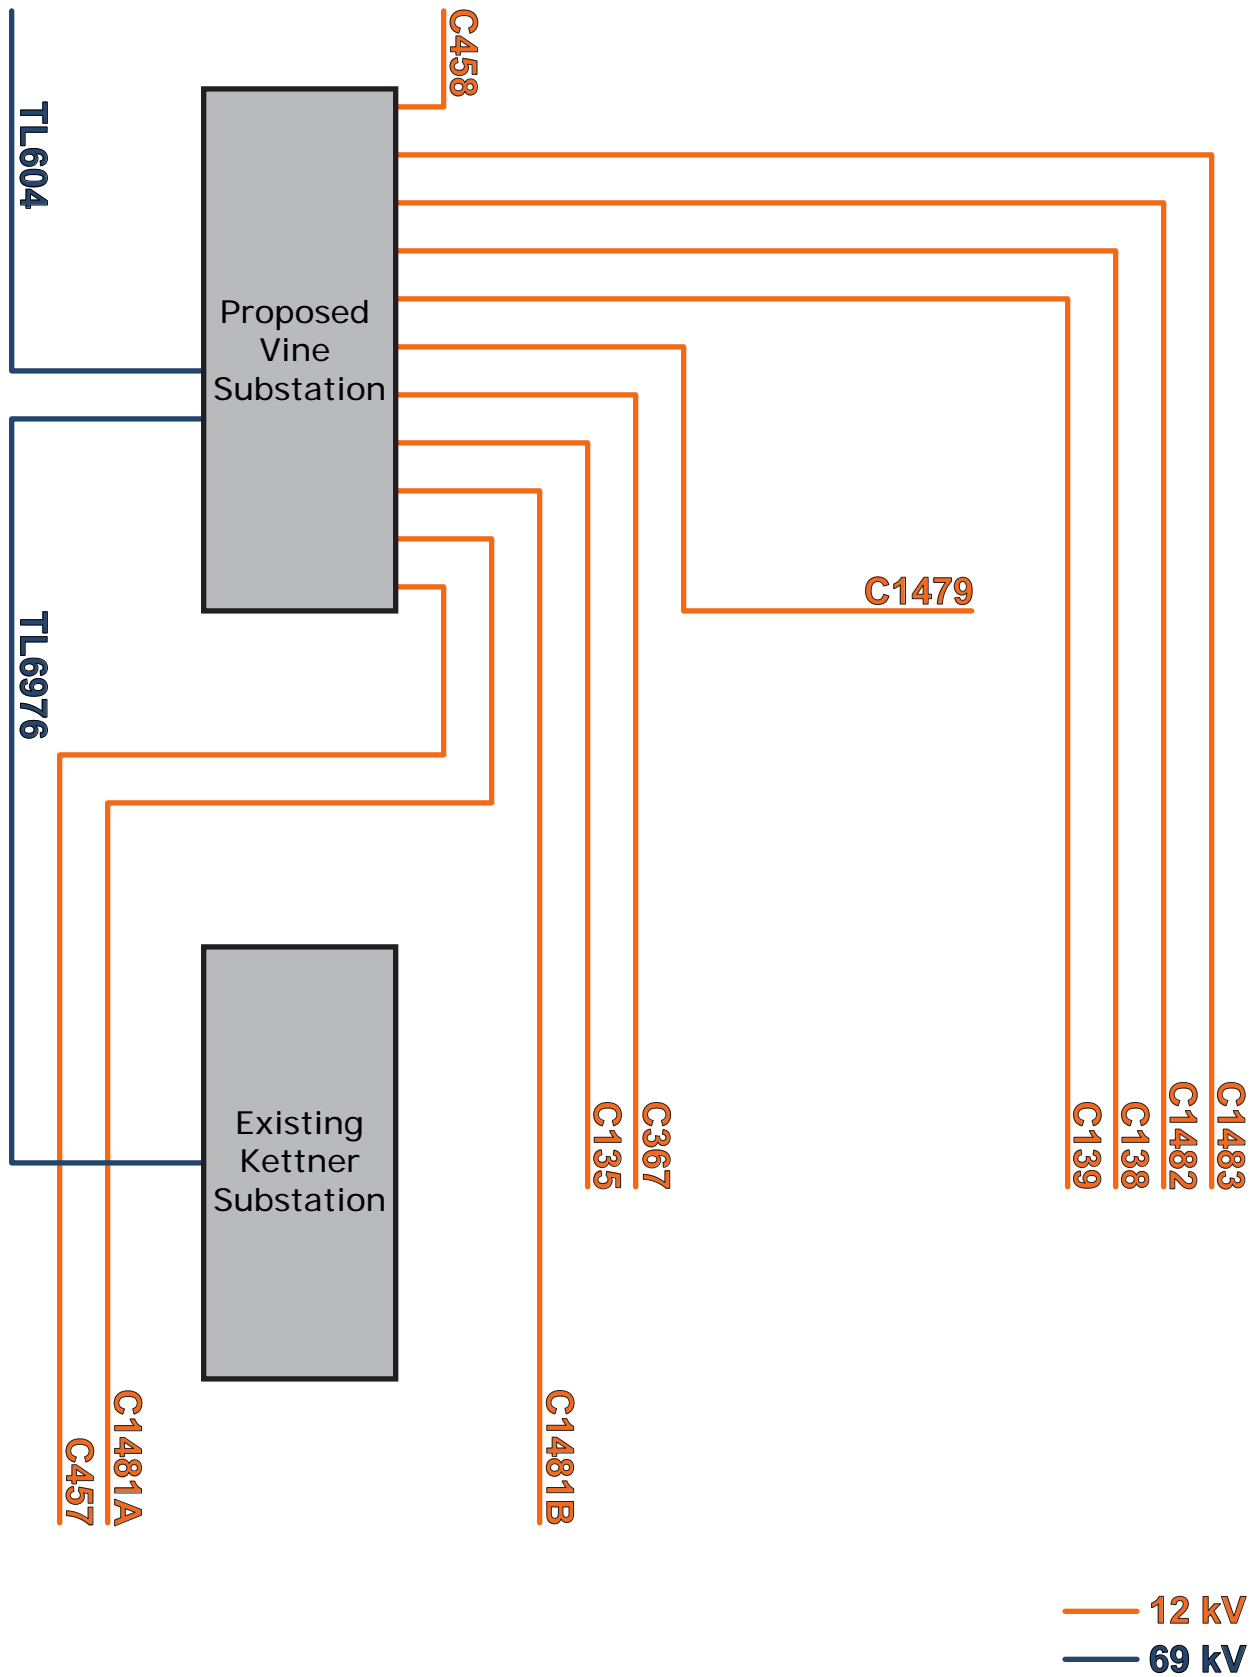 C458
TL604
Proposed
Vine
Substation
C1479
TL6976
Existing
Kettner
Substation
C135
C367
C139
C138
C1482
C1483
C457
C1481A
C1481B
12 kV
69 kV